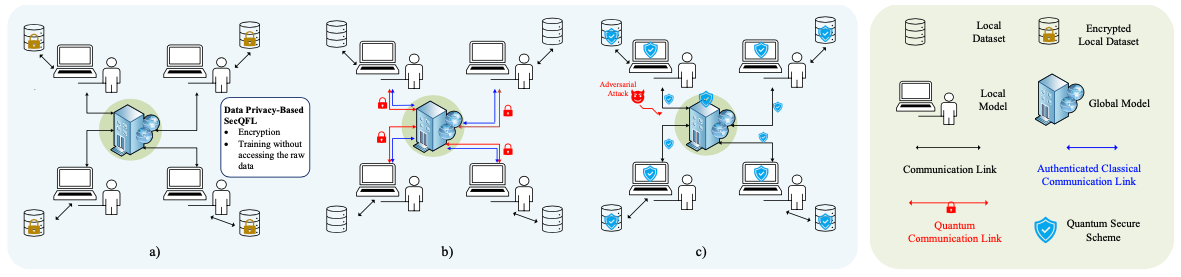 Data Privacy-Based
SecQFL
• Encryption
• Training without
accessing the raw
data
a)
b)
Adversarial
Attack
c)
Local
Dataset
Encrypted
Local Dataset
Local
Model
Global Model
Communication Link
Authenticated Classical
Communication Link
Quantum
Communication Link
Quantum Secure
Scheme